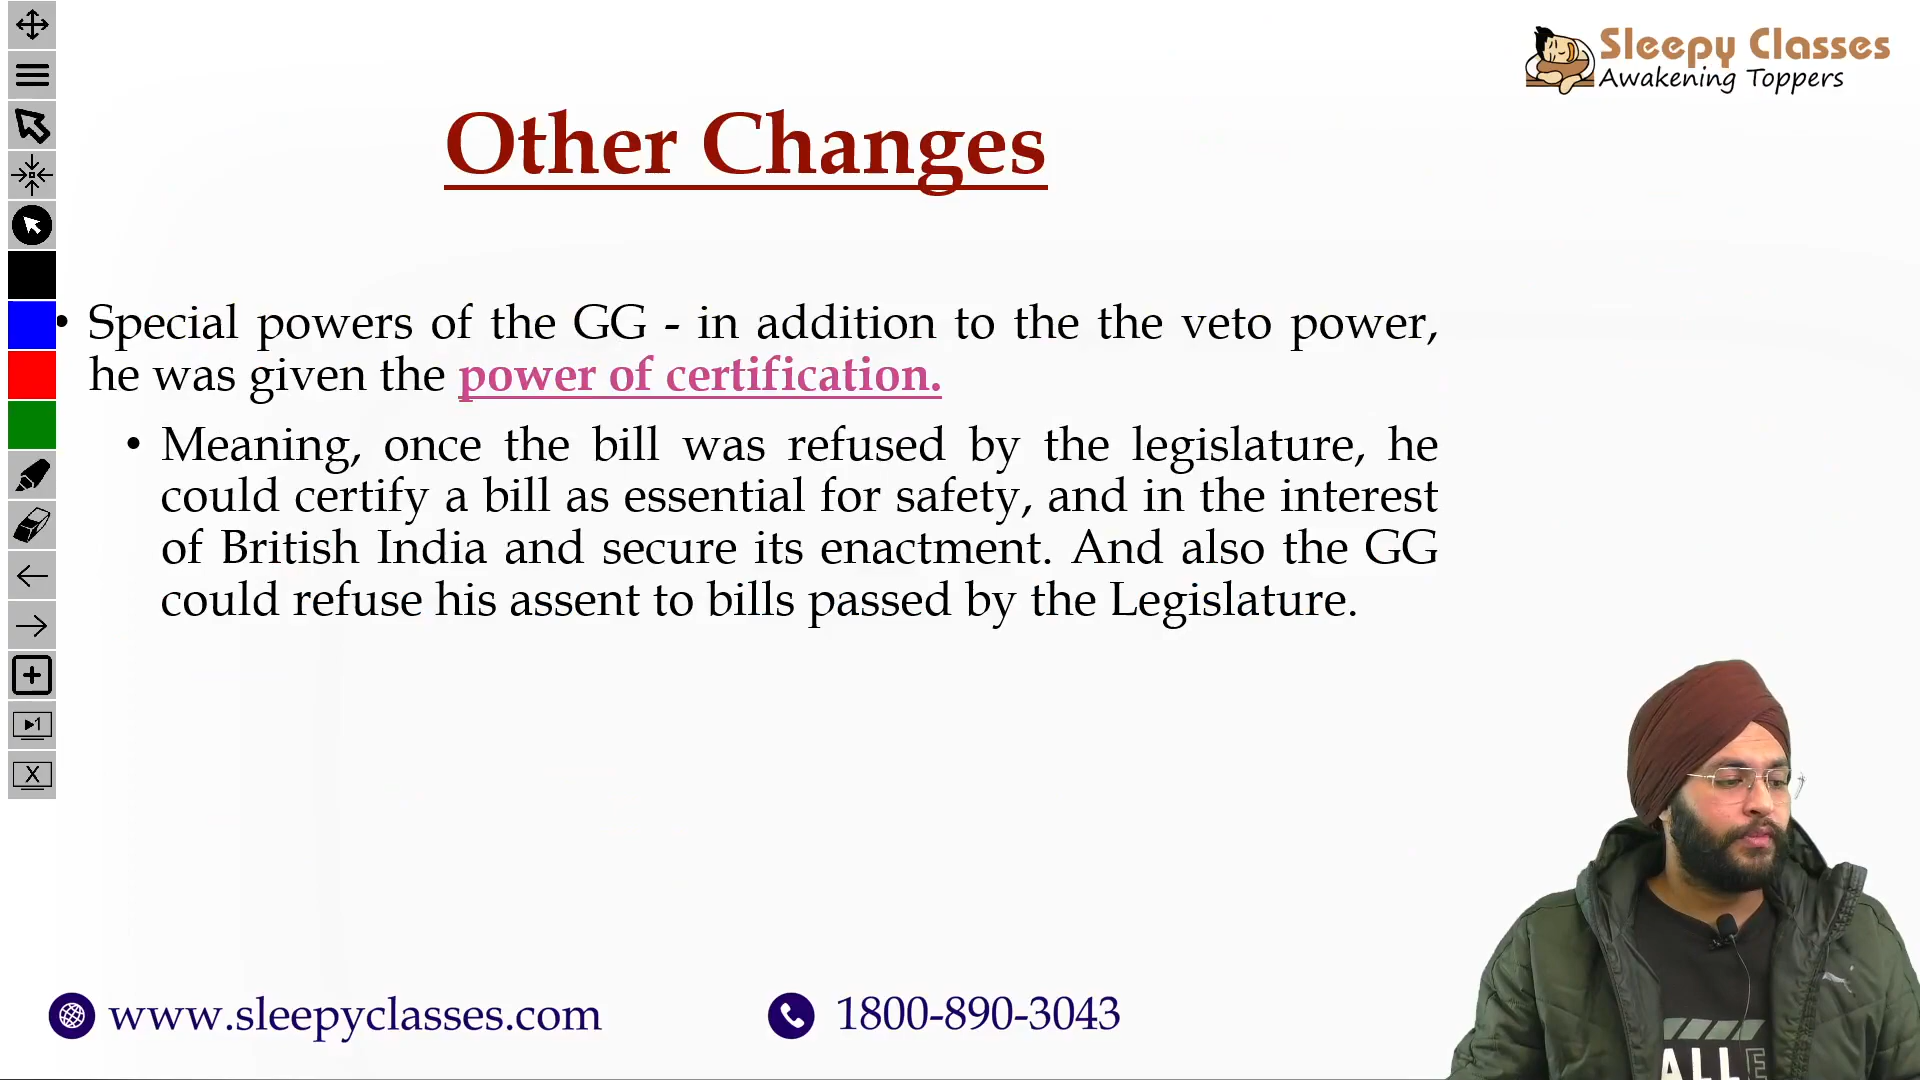 Sleepy Classes
Awakening Toppers
Other Changes
• Special powers of the GG - in addition to the the veto power,
he was given the power of certification.
• Meaning, once the bill was refused by the legislature, he
could certify a bill as essential for safety, and in the interest
of British India and secure its enactment. And also the GG
could refuse his assent to bills passed by the Legislature.
1
X
www.sleepyclasses.com
1800-890-3043
ALLE